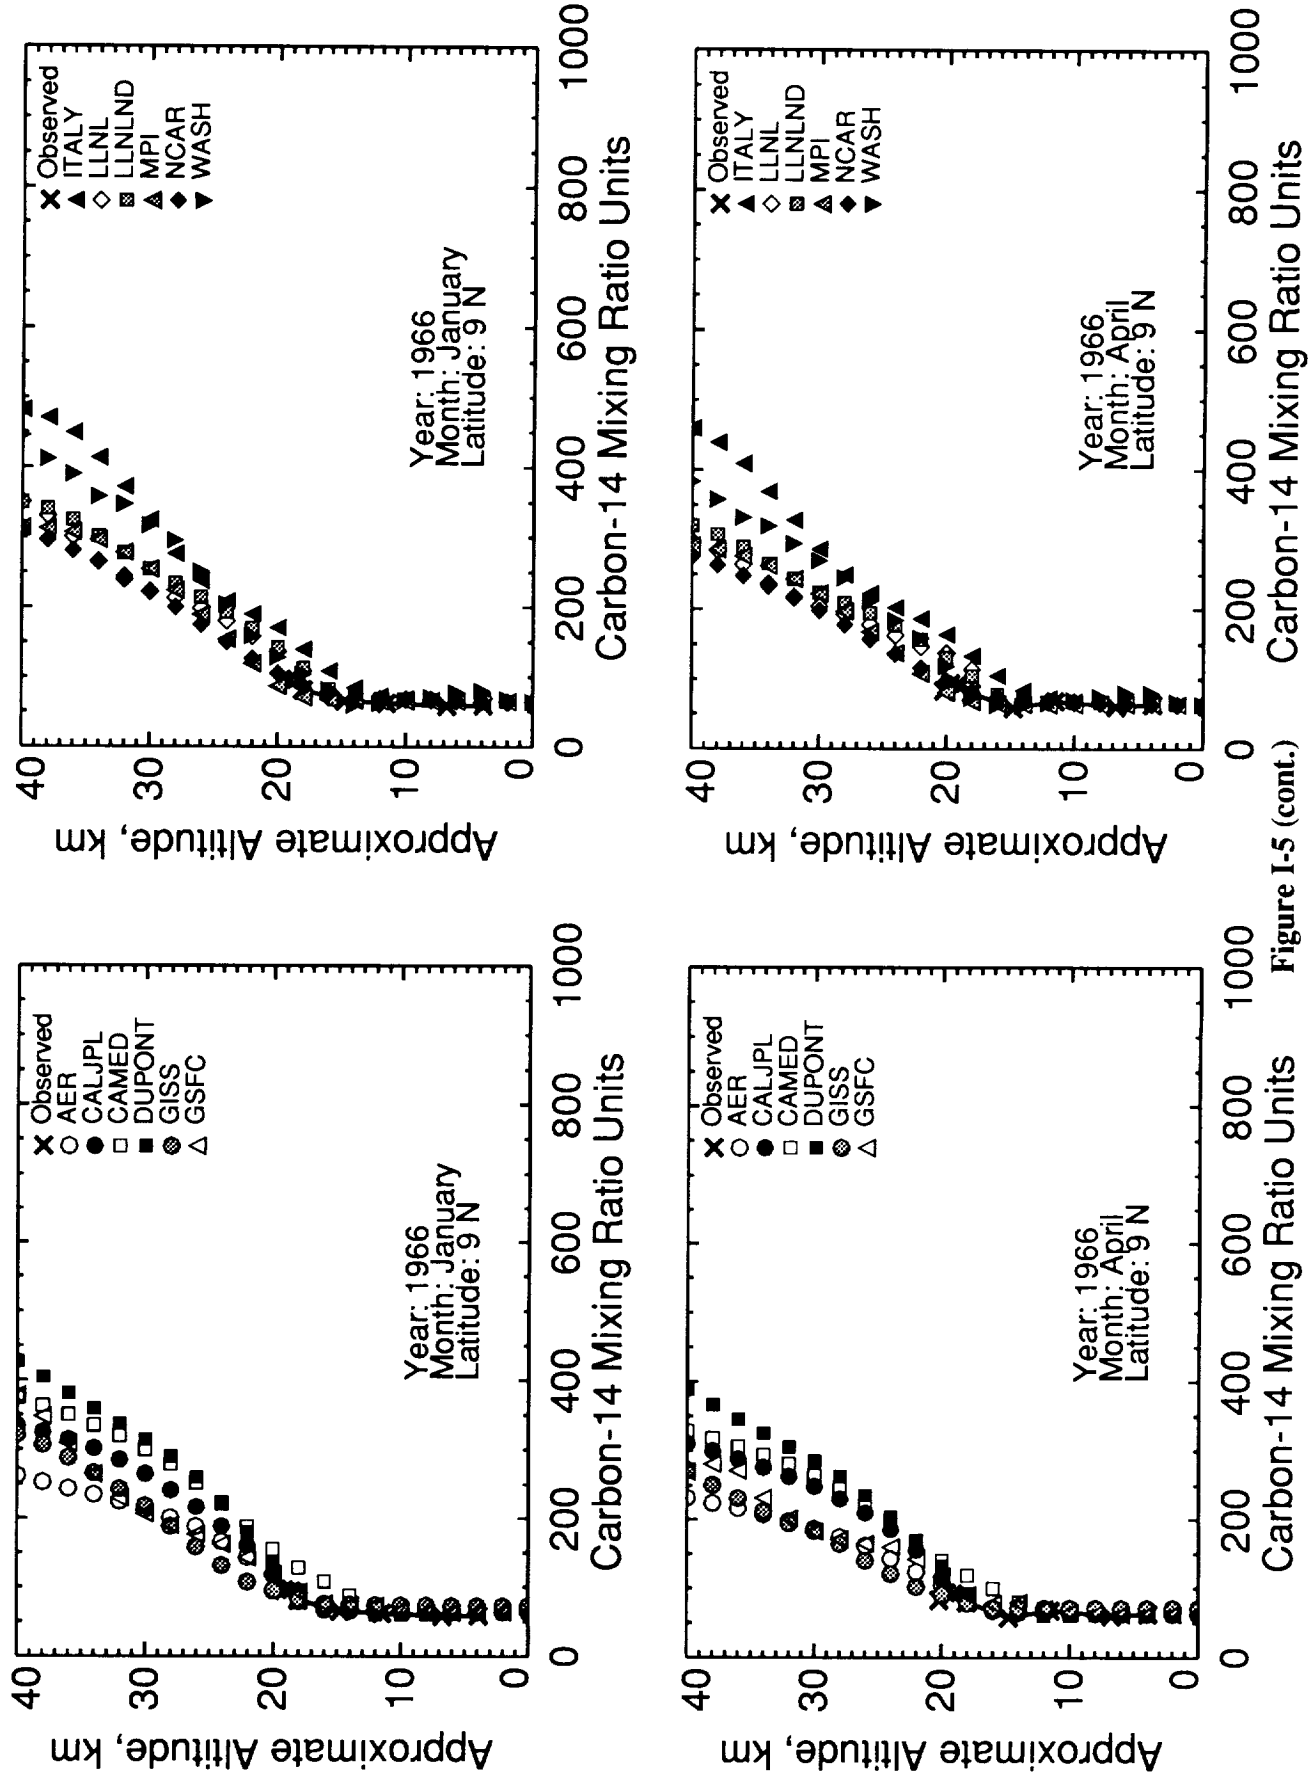 40
30
20
10
0
Approximate Altitude, km
Observed
AER
CALJPL
CAMED
DUPONT
GISS
GSFC
Year: 1966
Month: January
Latitude: 9 N
0 200 400 600 800 1000
Carbon-14 Mixing Ratio Units
40
30
20
10
0
Approximate Altitude, km
Observed
ITALY
LLNL
LLNLND
MPI
NCAR
WASH
Year: 1966
Month: January
Latitude: 9 N
0 200 400 600 800 1000
Carbon-14 Mixing Ratio Units
40
30
20
10
0
Approximate Altitude, km
Observed
AER
CALJPL
CAMED
DUPONT
GISS
GSFC
Year: 1966
Month: April
Latitude: 9 N
0 200 400 600 800 1000
Carbon-14 Mixing Ratio Units
40
30
20
10
0
Approximate Altitude, km
Observed
ITALY
LLNL
LLNLND
MPI
NCAR
WASH
Year: 1966
Month: April
Latitude: 9 N
0 200 400 600 800 1000
Carbon-14 Mixing Ratio Units
Figure I-5 (cont.)